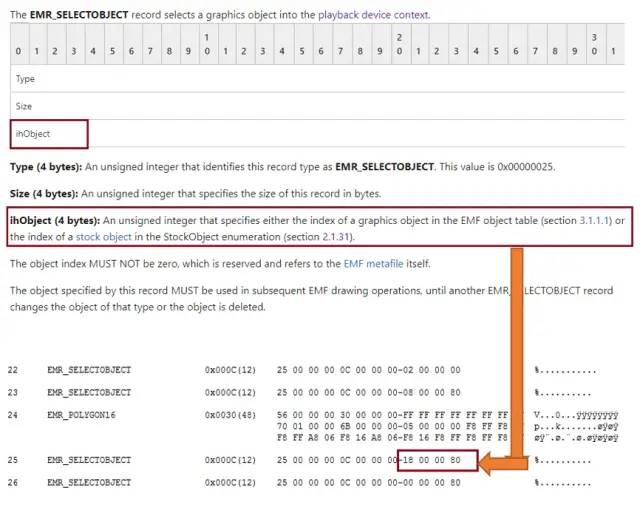 The EMR_SELECTOBJECT record selects a graphics object into the playback device context.
0 1 2 3 4 5 6 7 8 9 10 1 2 3 4 5 6 7 8 9 20 1 2 3 4 5 6 7 8 9 30 1
Type
Size
ihObject
Type (4 bytes): An unsigned integer that identifies this record type as EMR_SELECTOBJECT. This value is 0x00000025.
Size (4 bytes): An unsigned integer that specifies the size of this record in bytes.
ihObject (4 bytes): An unsigned integer that specifies either the index of a graphics object in the EMF object table (section 3.1.1.1) or
the index of a stock object in the StockObject enumeration (section 2.1.31).
The object index MUST NOT be zero, which is reserved and refers to the EMF metafile itself.
The object specified by this record MUST be used in subsequent EMF drawing operations, until another EMR_ LECTOBJECT record
changes the object of that type or the object is deleted.
22 EMR_SELECTOBJECT 0x000C(12) 25 00 00 00 0C 00 00 00-02 00 00 00 %...........
23 EMR_SELECTOBJECT 0x000C(12) 25 00 00 00 0C 00 00 00-08 00 00 80 %...........
24 EMR_POLYGON16 0x0030(48) 56 00 00 00 30 00 00 00-FF FF FF FF FF FF FF V...0...ÿÿÿÿÿÿÿÿ
70 01 00 00 6B 00 00 00-05 00 00 00 F8 FF F8 p...k.......øÿøÿ
F8 FF A8 06 F8 16 A8 06-F8 16 F8 FF F8 FF F8 øÿ¨.ø.¨.ø.øÿøÿøÿ
25 EMR_SELECTOBJECT 0x000C(12) 25 00 00 00 0C 00 00 00-18 00 00 80 %...........
26 EMR_SELECTOBJECT 0x000C(12) 25 00 00 00 0C 00 00 00-00 00 00 80 %...........